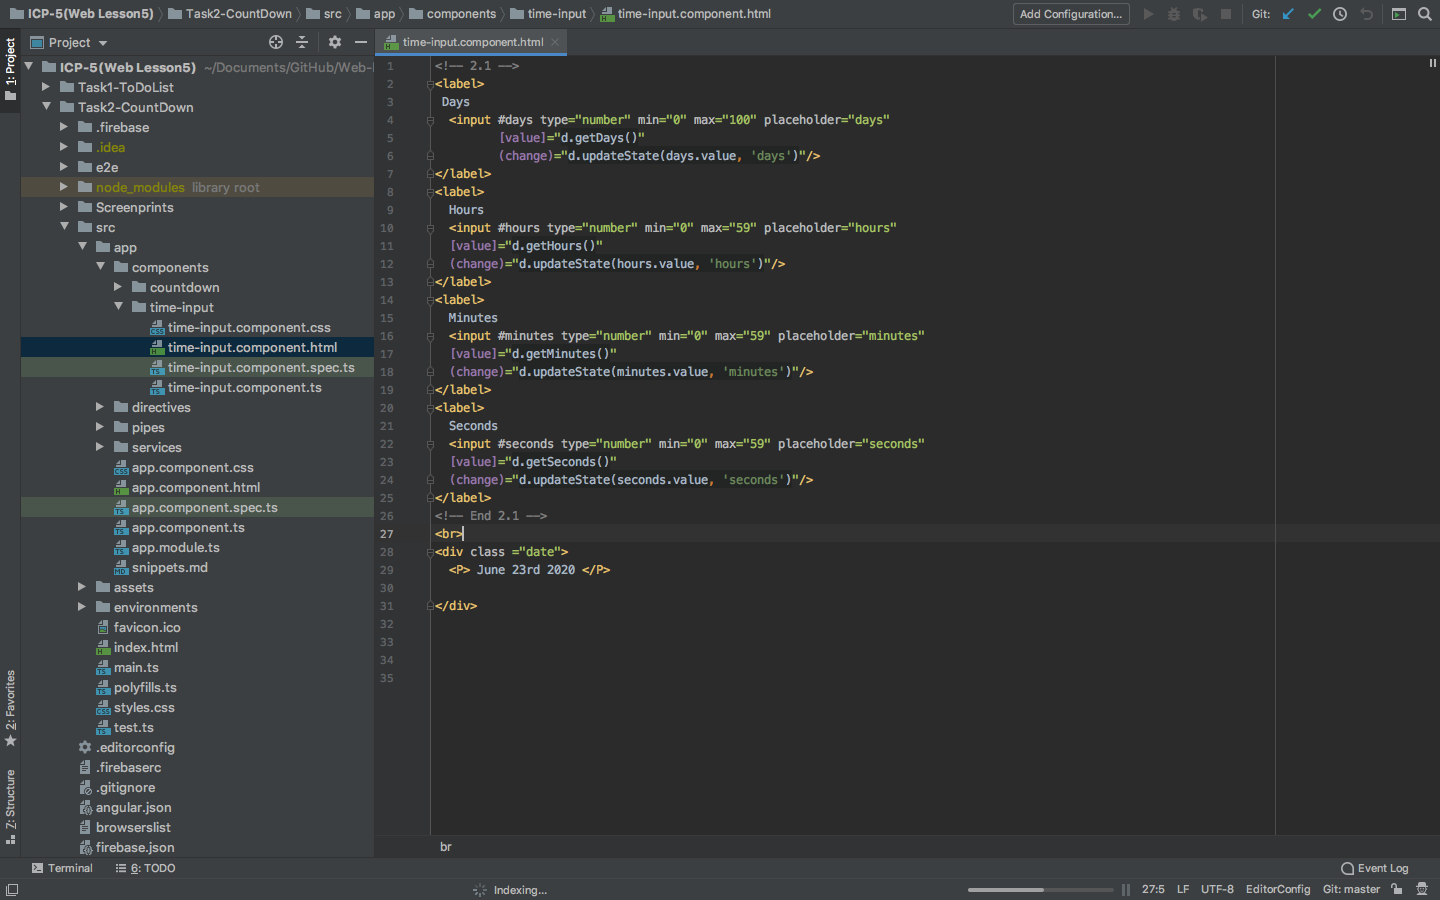 ICP-5(Web Lesson5) Task2-CountDown src app components time-input time-input.component.html Add Configuration... Git:
1: Project
Project
time-input.component.html
ICP-5(Web Lesson5) ~/Documents/GitHub/Web-
Task1-ToDoList
Task2-CountDown
.firebase
.idea
e2e
node_modules library root
Screenprints
src
app
components
countdown
time-input
time-input.component.css
time-input.component.html
time-input.component.spec.ts
time-input.component.ts
directives
pipes
services
app.component.css
app.component.html
app.component.spec.ts
app.component.ts
app.module.ts
snippets.md
assets
environments
favicon.ico
index.html
main.ts
polyfills.ts
styles.css
test.ts
.editorconfig
.firebaserc
.gitignore
angular.json
browserslist
firebase.json
2: Favorites
7: Structure
1 <!-- 2.1 -->
2 <label>
3 Days
4 <input #days type="number" min="0" max="100" placeholder="days"
5 [value]="d.getDays()"
6 (change)="d.updateState(days.value, 'days')"/>
7 </label>
8 <label>
9 Hours
10 <input #hours type="number" min="0" max="59" placeholder="hours"
11 [value]="d.getHours()"
12 (change)="d.updateState(hours.value, 'hours')"/>
13 </label>
14 <label>
15 Minutes
16 <input #minutes type="number" min="0" max="59" placeholder="minutes"
17 [value]="d.getMinutes()"
18 (change)="d.updateState(minutes.value, 'minutes')"/>
19 </label>
20 <label>
21 Seconds
22 <input #seconds type="number" min="0" max="59" placeholder="seconds"
23 [value]="d.getSeconds()"
24 (change)="d.updateState(seconds.value, 'seconds')"/>
25 </label>
26 <!-- End 2.1 -->
27 <br>
28 <div class ="date">
29 <P> June 23rd 2020 </P>
30
31 </div>
32
33
34
35
br
Terminal 6: TODO Event Log
Indexing... 27:5 LF UTF-8 EditorConfig Git: master